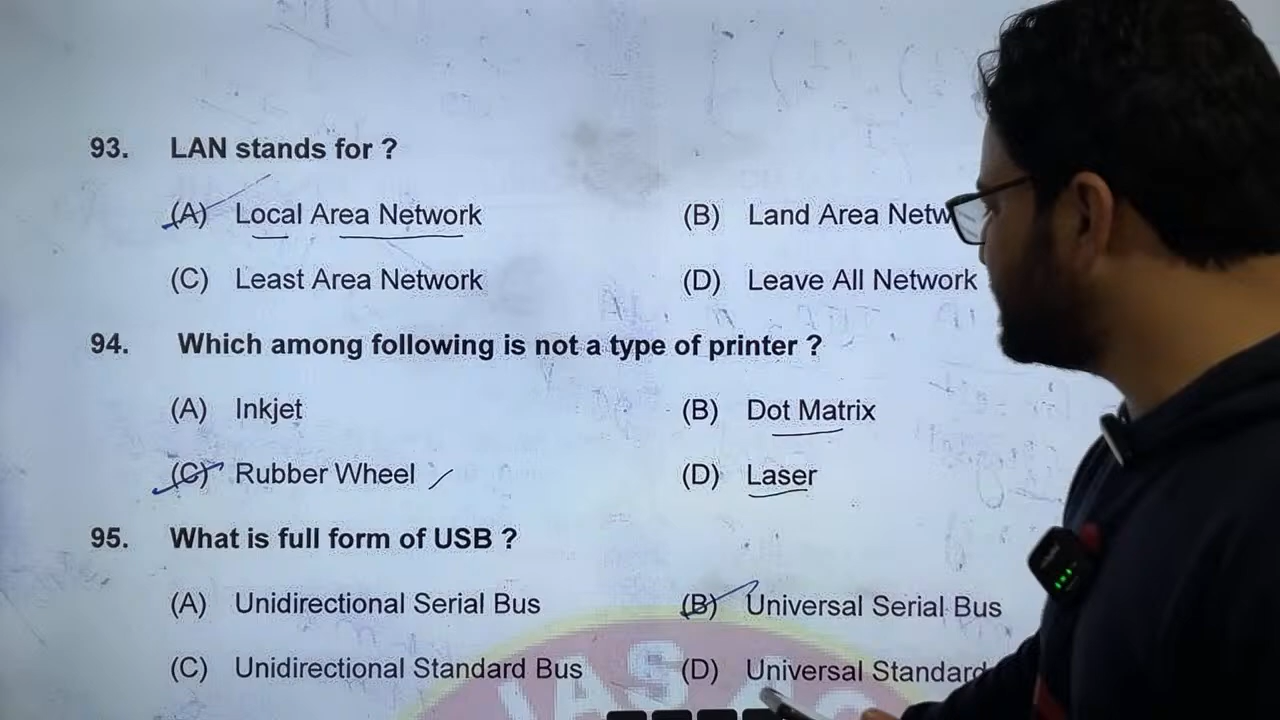 93. LAN stands for ?
(A) Local Area Network (B) Land Area
(C) Least Area Network (D) Leave All Network
94. Which among following is not a type of printer ?
(A) Inkjet (B) Dot Matrix
(C) Rubber Wheel (D) Laser
95. What is full form of USB ?
(A) Unidirectional Serial Bus (B) Universal Serial Bus
(C) Unidirectional Standard Bus (D) Universal Standard
IAS